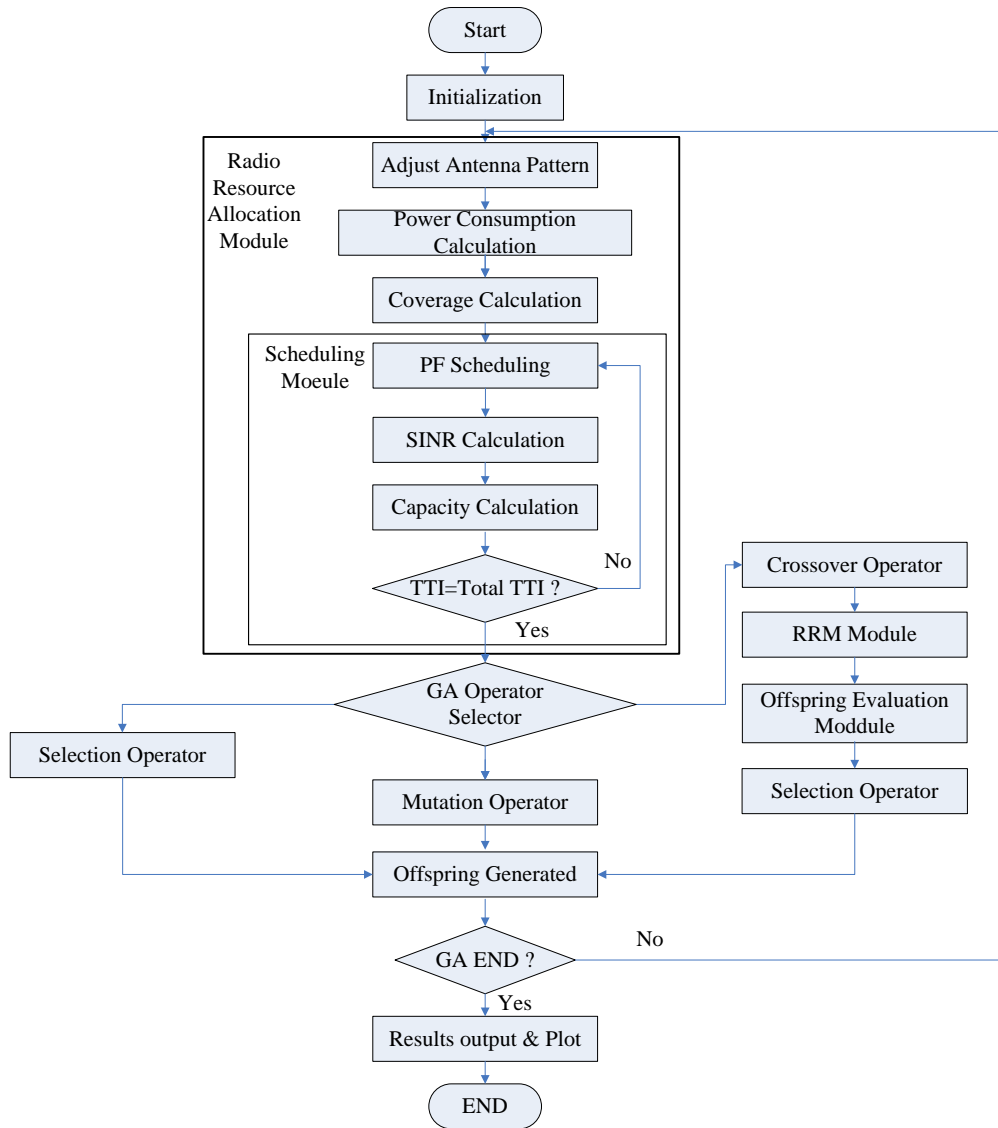 Start
Initialization
Radio
Resource
Allocation
Module
Adjust Antenna Pattern
Power Consumption
Calculation
Coverage Calculation
Scheduling
Moeule
PF Scheduling
SINR Calculation
Capacity Calculation
TTI=Total TTI ?
No
Yes
Crossover Operator
RRM Module
Offspring Evaluation
Moddule
Selection Operator
GA Operator
Selector
Selection Operator
Mutation Operator
Offspring Generated
GA END ?
No
Yes
Results output & Plot
END